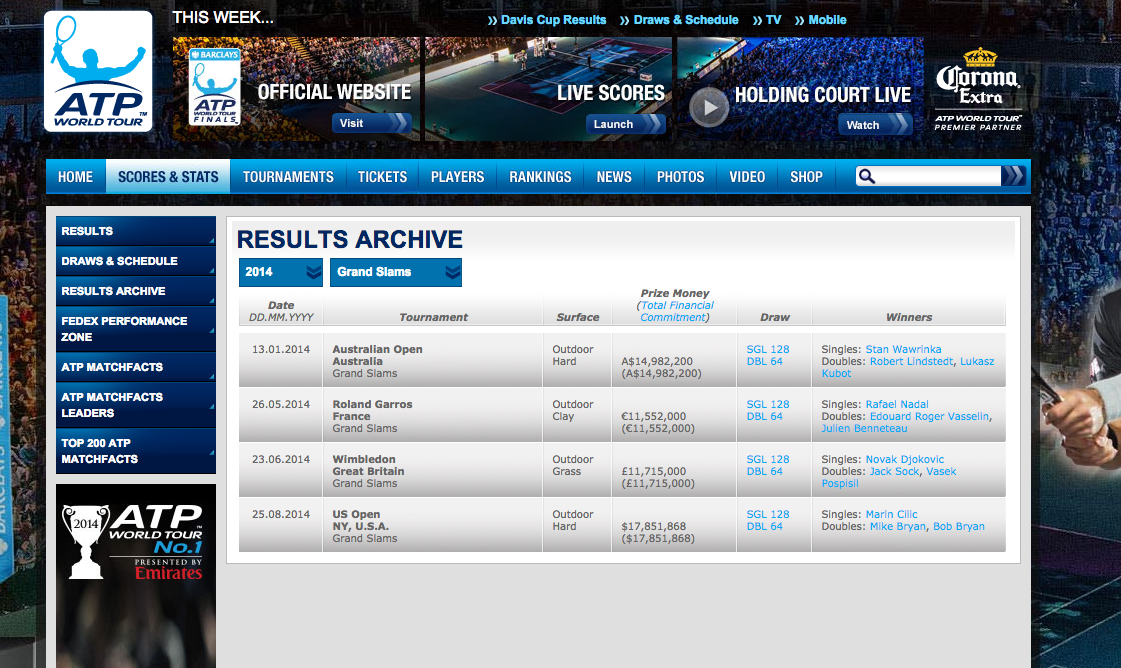 THIS WEEK...
Davis Cup Results
Draws & Schedule
TV
Mobile
ATP
WORLD TOUR
BARCLAYS
ATP
WORLD TOUR
FINALS
OFFICIAL WEBSITE
Visit
LIVE SCORES
Launch
HOLDING COURT LIVE
Watch
Corona
Extra
ATP WORLD TOUR
PREMIER PARTNER
HOME
SCORES & STATS
TOURNAMENTS
TICKETS
PLAYERS
RANKINGS
NEWS
PHOTOS
VIDEO
SHOP
RESULTS
DRAWS & SCHEDULE
RESULTS ARCHIVE
FEDEX PERFORMANCE
ZONE
ATP MATCHFACTS
ATP MATCHFACTS
LEADERS
TOP 200 ATP
MATCHFACTS
2014
ATP
WORLD TOUR
No.1
PRESENTED BY
Emirates
RESULTS ARCHIVE
2014
Grand Slams
Date
DD.MM.YYYY
Tournament
Surface
Prize Money
(Total Financial
Commitment)
Draw
Winners
13.01.2014
Australian Open
Australia
Grand Slams
Outdoor
Hard
A$14,982,200
(A$14,982,200)
SGL 128
DBL 64
Singles: Stan Wawrinka
Doubles: Robert Lindstedt, Lukasz
Kubot
26.05.2014
Roland Garros
France
Grand Slams
Outdoor
Clay
€11,552,000
(€11,552,000)
SGL 128
DBL 64
Singles: Rafael Nadal
Doubles: Edouard Roger Vasselin,
Julien Benneteau
23.06.2014
Wimbledon
Great Britain
Grand Slams
Outdoor
Grass
£11,715,000
(£11,715,000)
SGL 128
DBL 64
Singles: Novak Djokovic
Doubles: Jack Sock, Vasek
Pospisil
25.08.2014
US Open
NY, U.S.A.
Grand Slams
Outdoor
Hard
$17,851,868
($17,851,868)
SGL 128
DBL 64
Singles: Marin Cilic
Doubles: Mike Bryan, Bob Bryan